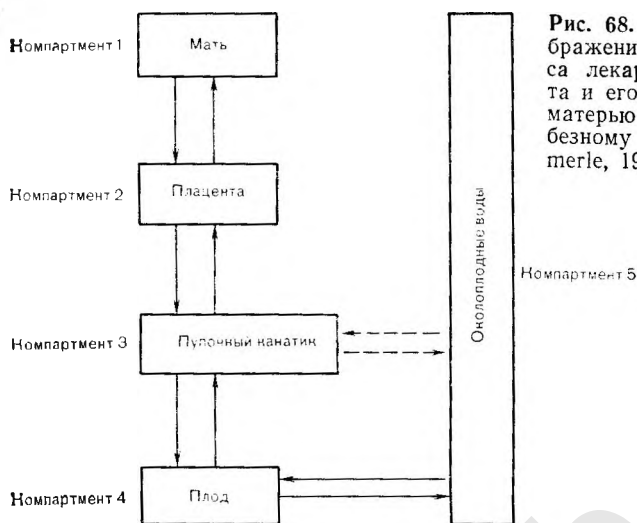 Компартмент 1
Мать
Компартмент 2
Плацента
Компартмент 3
Пупочный канатик
Компартмент 4
Плод
Околоплодные воды
Компартмент 5
Рис. 68.
бражени
са лекар
та и его
матерью
безному
merle, 19